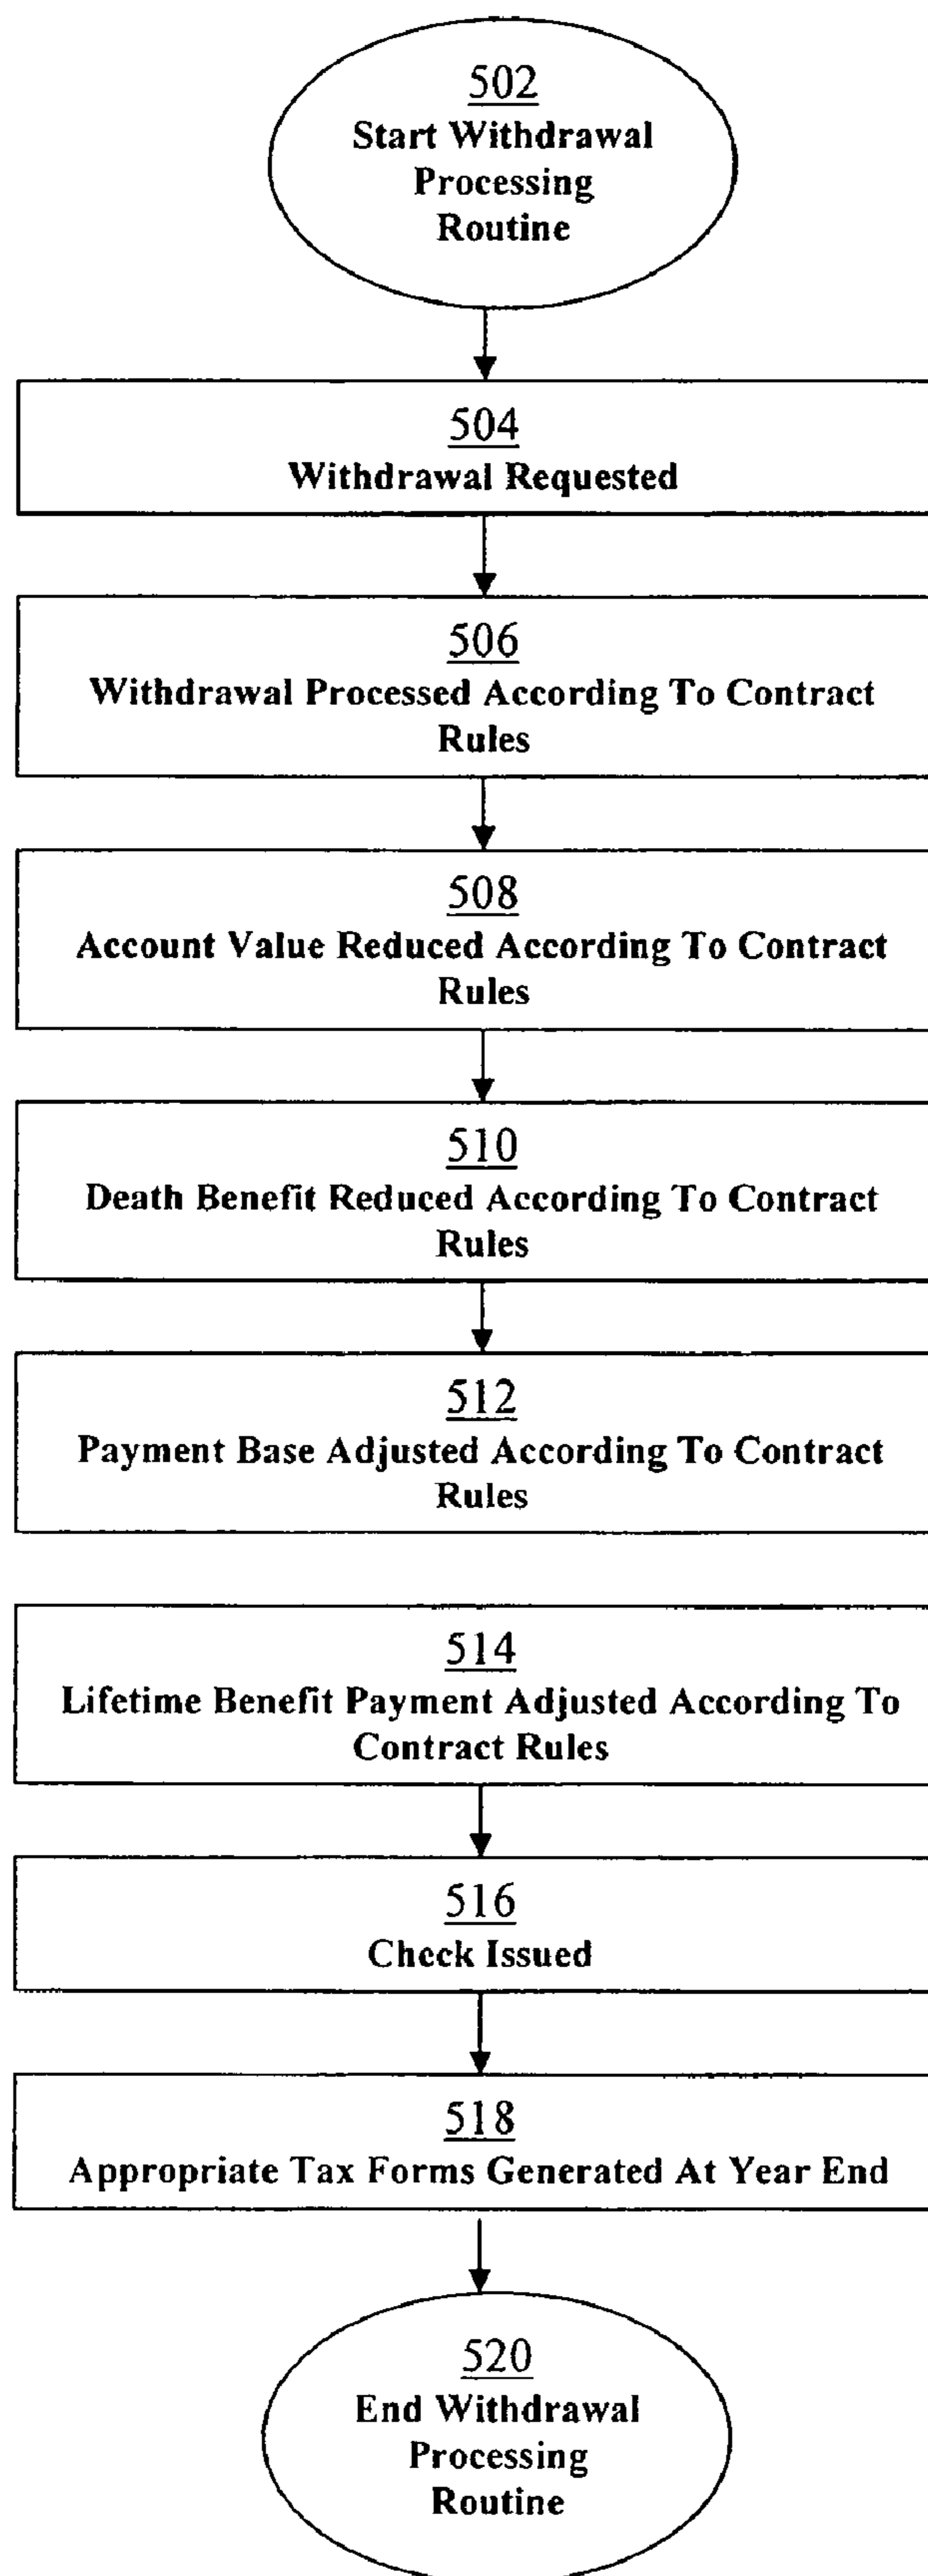 502
Start Withdrawal
Processing
Routine
504
Withdrawal Requested
506
Withdrawal Processed According To Contract
Rules
508
Account Value Reduced According To Contract
Rules
510
Death Benefit Reduced According To Contract
Rules
512
Payment Base Adjusted According To Contract
Rules
514
Lifetime Benefit Payment Adjusted According To
Contract Rules
516
Check Issued
518
Appropriate Tax Forms Generated At Year End
520
End Withdrawal
Processing
Routine